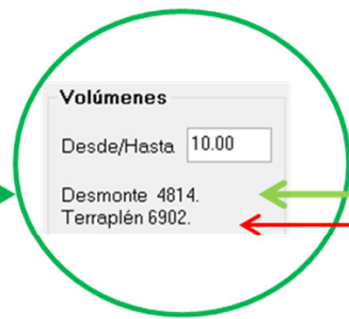 Volúmenes
Desde/Hasta 10.00
Desmonte 4814.
Terraplén 6902.